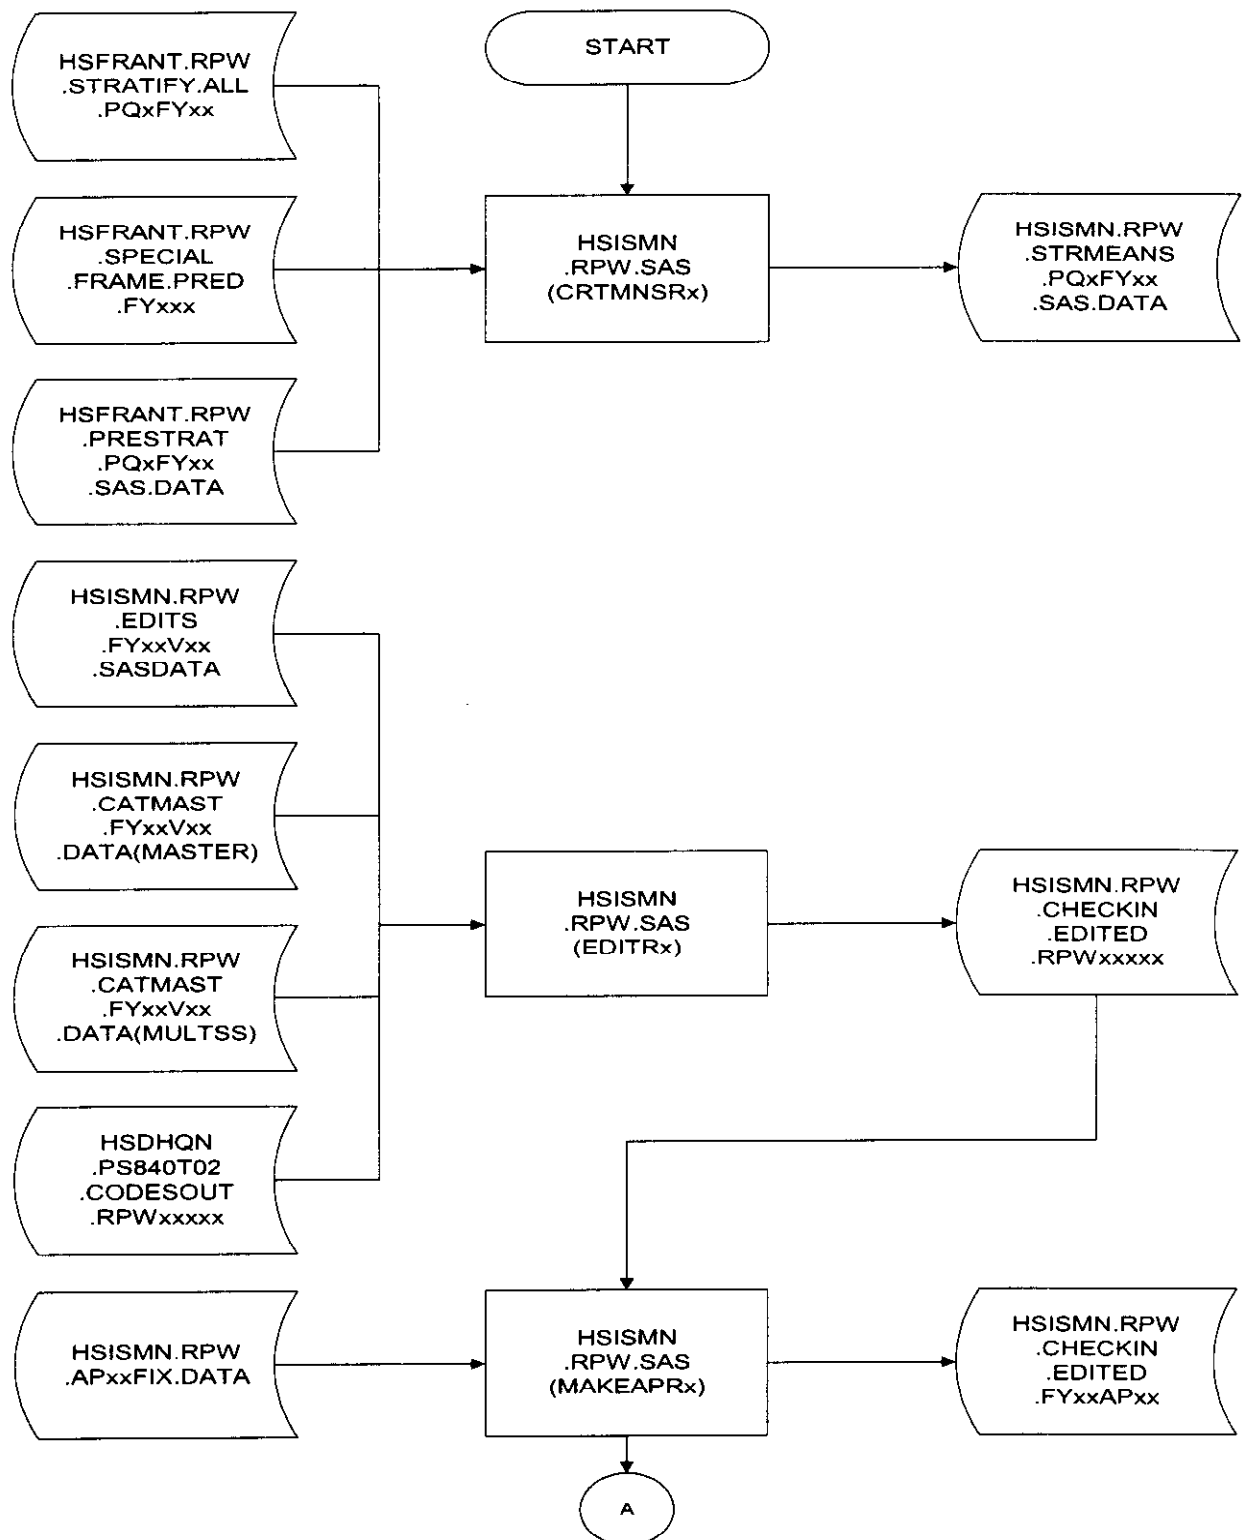 HSFRANT.RPW
.STRATIFY.ALL
.PQxFYxx
START
HSFRANT.RPW
.SPECIAL
.FRAME.PRED
.FYxxx
HSISMN
.RPW.SAS
(CRTMNSRx)
HSISMN.RPW
.STRMEANS
.PQxFYxx
.SAS.DATA
HSFRANT.RPW
.PRESTRAT
.PQxFYxx
.SAS.DATA
HSISMN.RPW
.EDITS
.FYxxVxx
.SASDATA
HSISMN.RPW
.CATMAST
.FYxxVxx
.DATA(MASTER)
HSISMN
.RPW.SAS
(EDITRx)
HSISMN.RPW
.CHECKIN
.EDITED
.RPWxxxxx
HSISMN.RPW
.CATMAST
.FYxxVxx
.DATA(MULTSS)
HSDHQN
.PS840T02
.CODESOUT
.RPWxxxxx
HSISMN.RPW
.APxxFIX.DATA
HSISMN
.RPW.SAS
(MAKEAPRx)
HSISMN.RPW
.CHECKIN
.EDITED
.FYxxAPxx
A